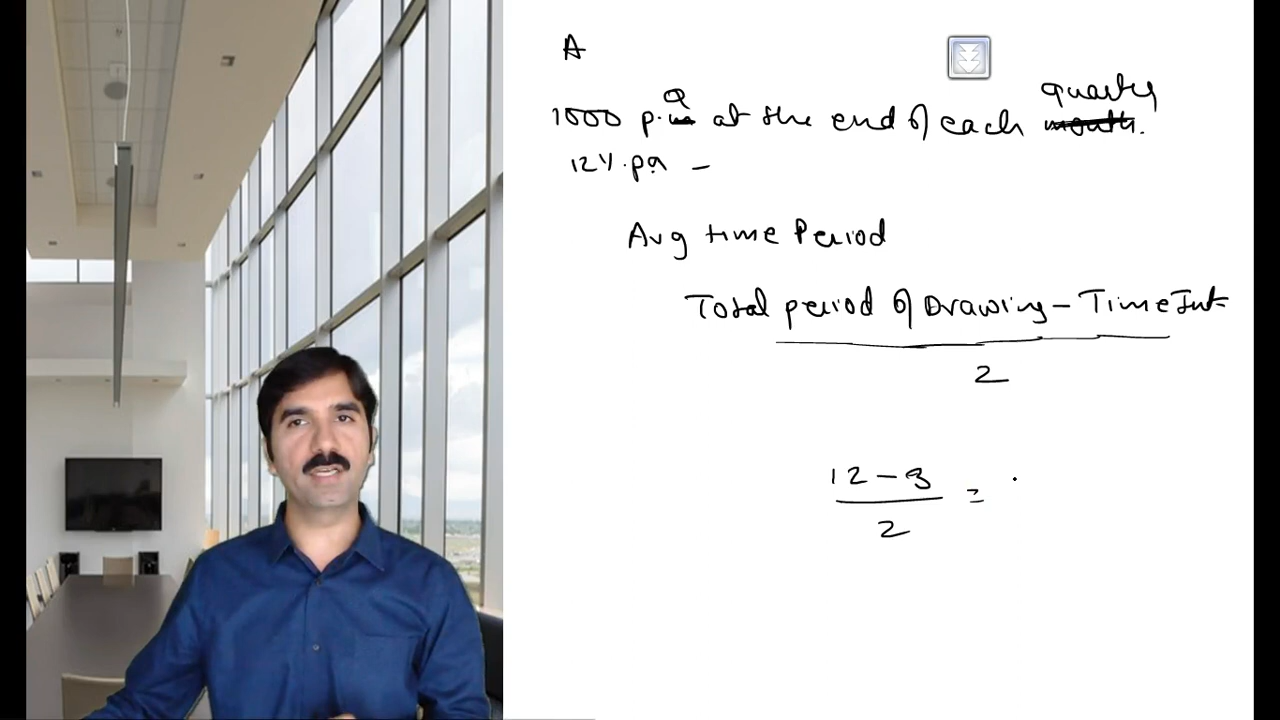 A
1000 p.Q at the end of each quarter
12% pa –
Avg time Period
Total period of Drawing – Time Int
2
12 – 3
2
=